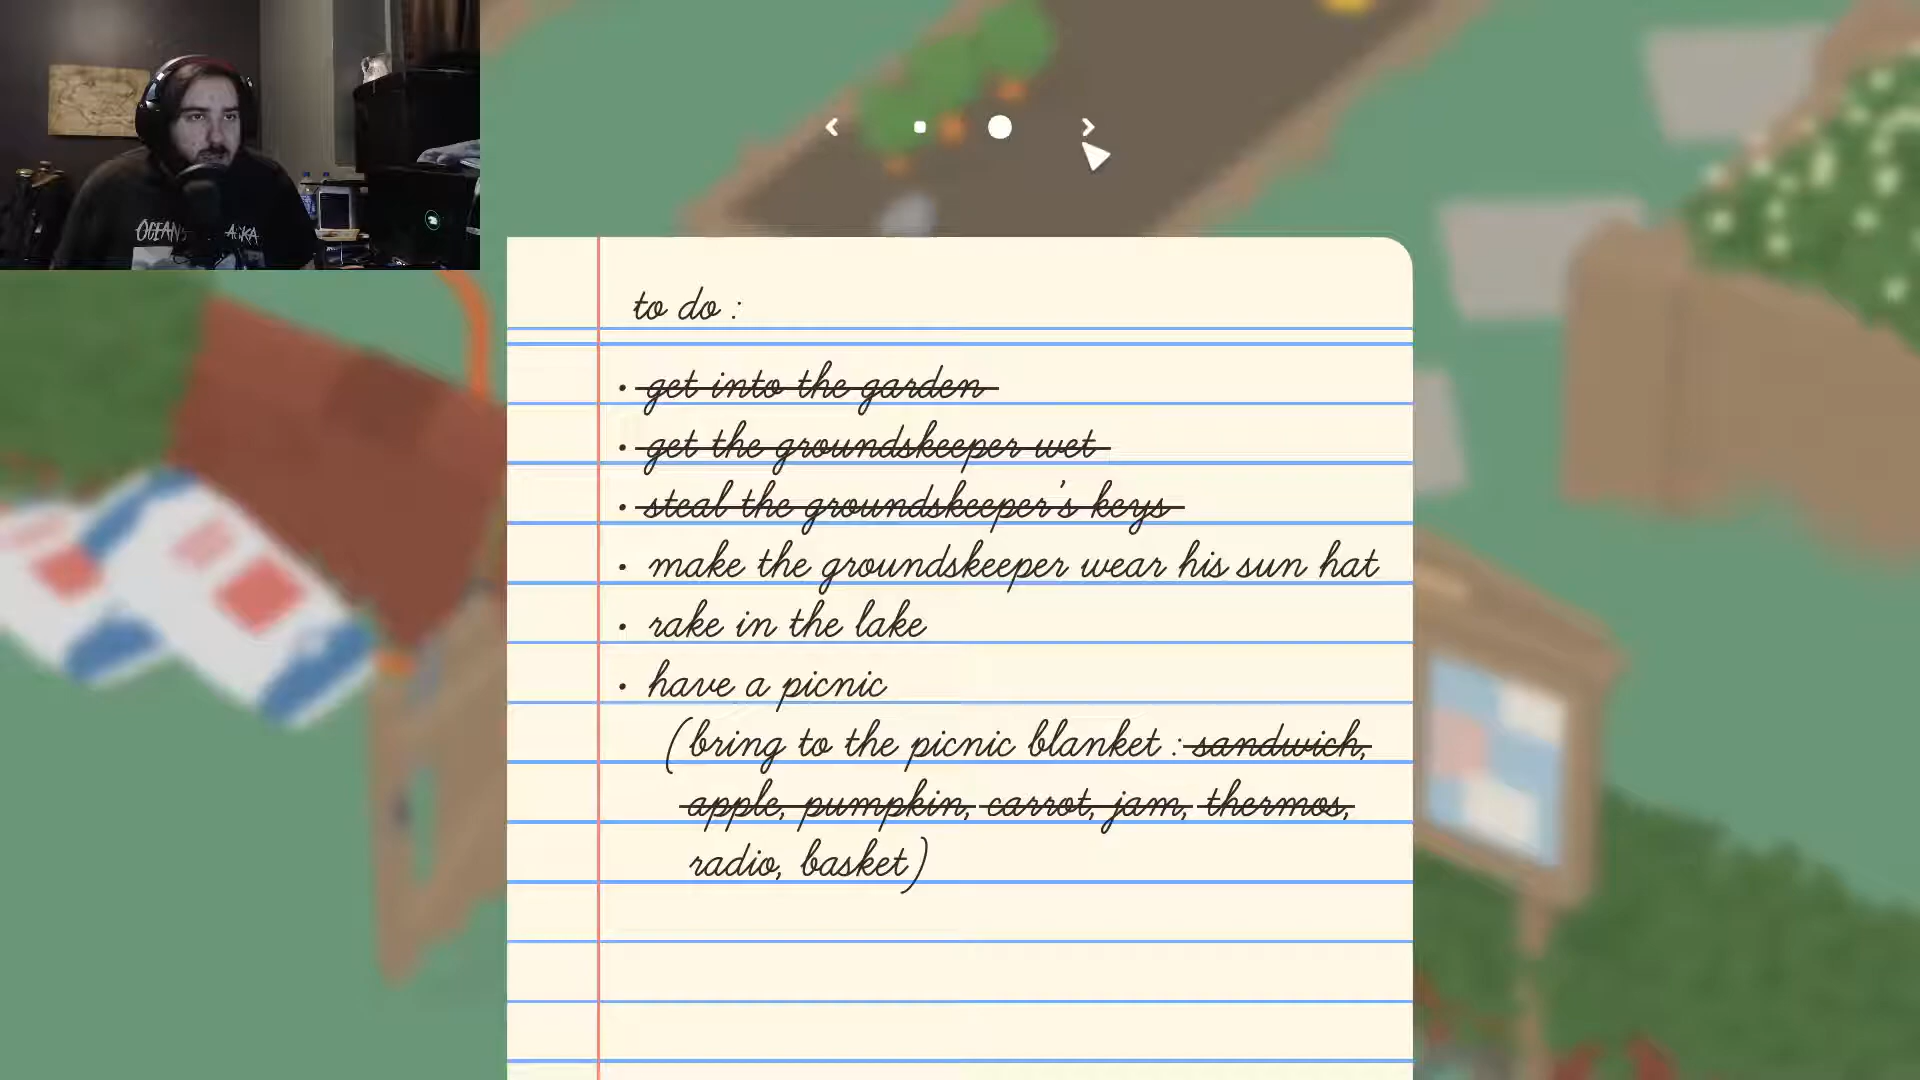 to do :
• get into the garden
• get the groundskeeper wet
• steal the groundskeeper's keys
• make the groundskeeper wear his sun hat
• rake in the lake
• have a picnic
(bring to the picnic blanket : sandwich,
apple, pumpkin, carrot, jam, thermos,
radio, basket)